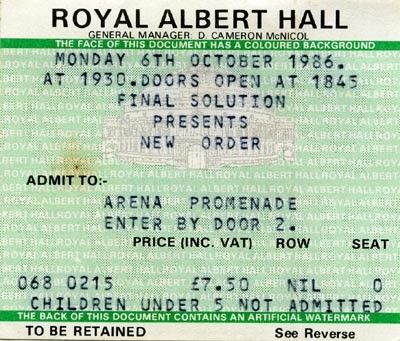 ROYAL ALBERT HALL
GENERAL MANAGER: D. CAMERON McNICOL
THE FACE OF THIS DOCUMENT HAS A COLOURED BACKGROUND
MONDAY 6TH OCTOBER 1986.
AT 1930.DOORS OPEN AT 1845
FINAL SOLUTION
PRESENTS
NEW ORDER
ADMIT TO:-
ARENA PROMENADE
ENTER BY DOOR 2.
PRICE (INC. VAT) ROW SEAT
068 0215 £7.50 NIL 0
CHILDREN UNDER 5 NOT ADMITTED
THE BACK OF THIS DOCUMENT CONTAINS AN ARTIFICIAL WATERMARK
TO BE RETAINED See Reverse